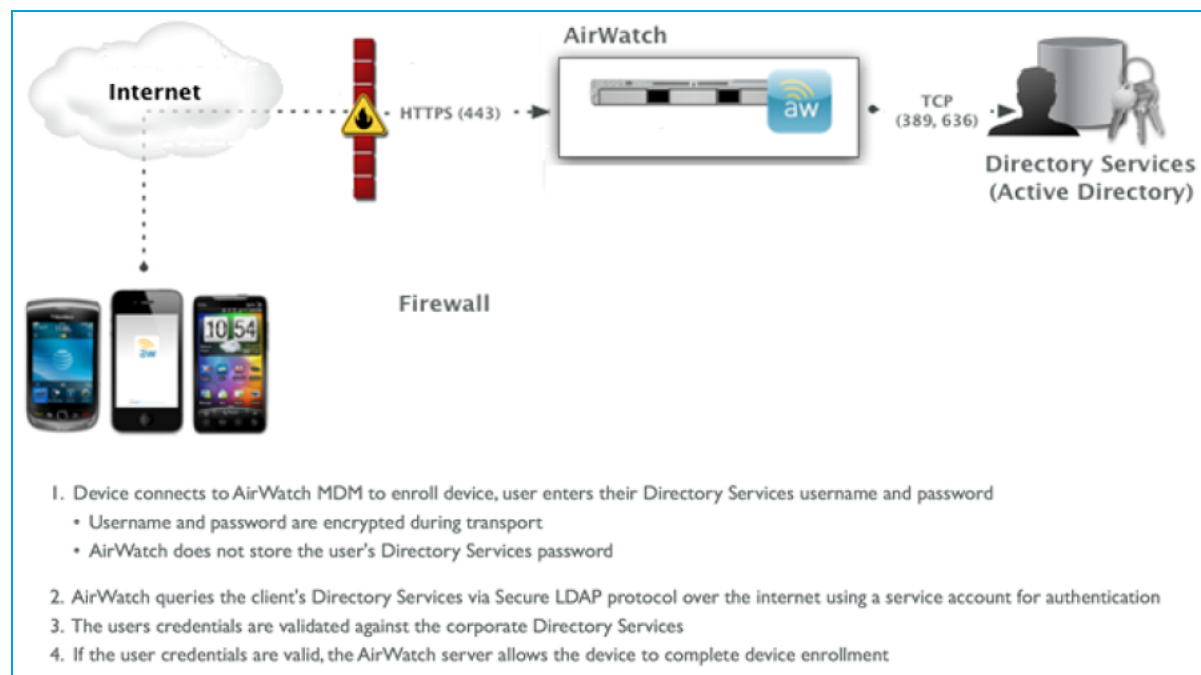 AirWatch
Internet
HTTPS (443)
aw
TCP
(389, 636)
Directory Services
(Active Directory)
Firewall
aw
10 54
1. Device connects to AirWatch MDM to enroll device, user enters their Directory Services username and password
• Username and password are encrypted during transport
• AirWatch does not store the user's Directory Services password
2. AirWatch queries the client's Directory Services via Secure LDAP protocol over the internet using a service account for authentication
3. The users credentials are validated against the corporate Directory Services
4. If the user credentials are valid, the AirWatch server allows the device to complete device enrollment